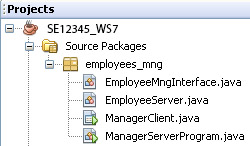 Projects
SE12345_WS7
Source Packages
employees_mng
EmployeeMngInterface.java
EmployeeServer.java
ManagerClient.java
ManagerServerProgram.java